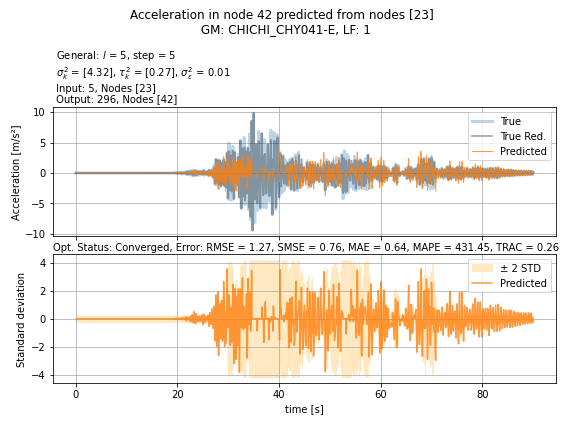 Acceleration in node 42 predicted from nodes [23]
GM: CHICHI_CHY041-E, LF: 1
General: l = 5, step = 5
σ²ₖ = [4.32], τ²ₖ = [0.27], σ²ε = 0.01
Input: 5, Nodes [23]
Output: 296, Nodes [42]
Acceleration [m/s²]
10
5
0
−5
−10
True
True Red.
Predicted
Opt. Status: Converged, Error: RMSE = 1.27, SMSE = 0.76, MAE = 0.64, MAPE = 431.45, TRAC = 0.26
Standard deviation
4
2
0
−2
−4
± 2 STD
Predicted
0 20 40 60 80
time [s]